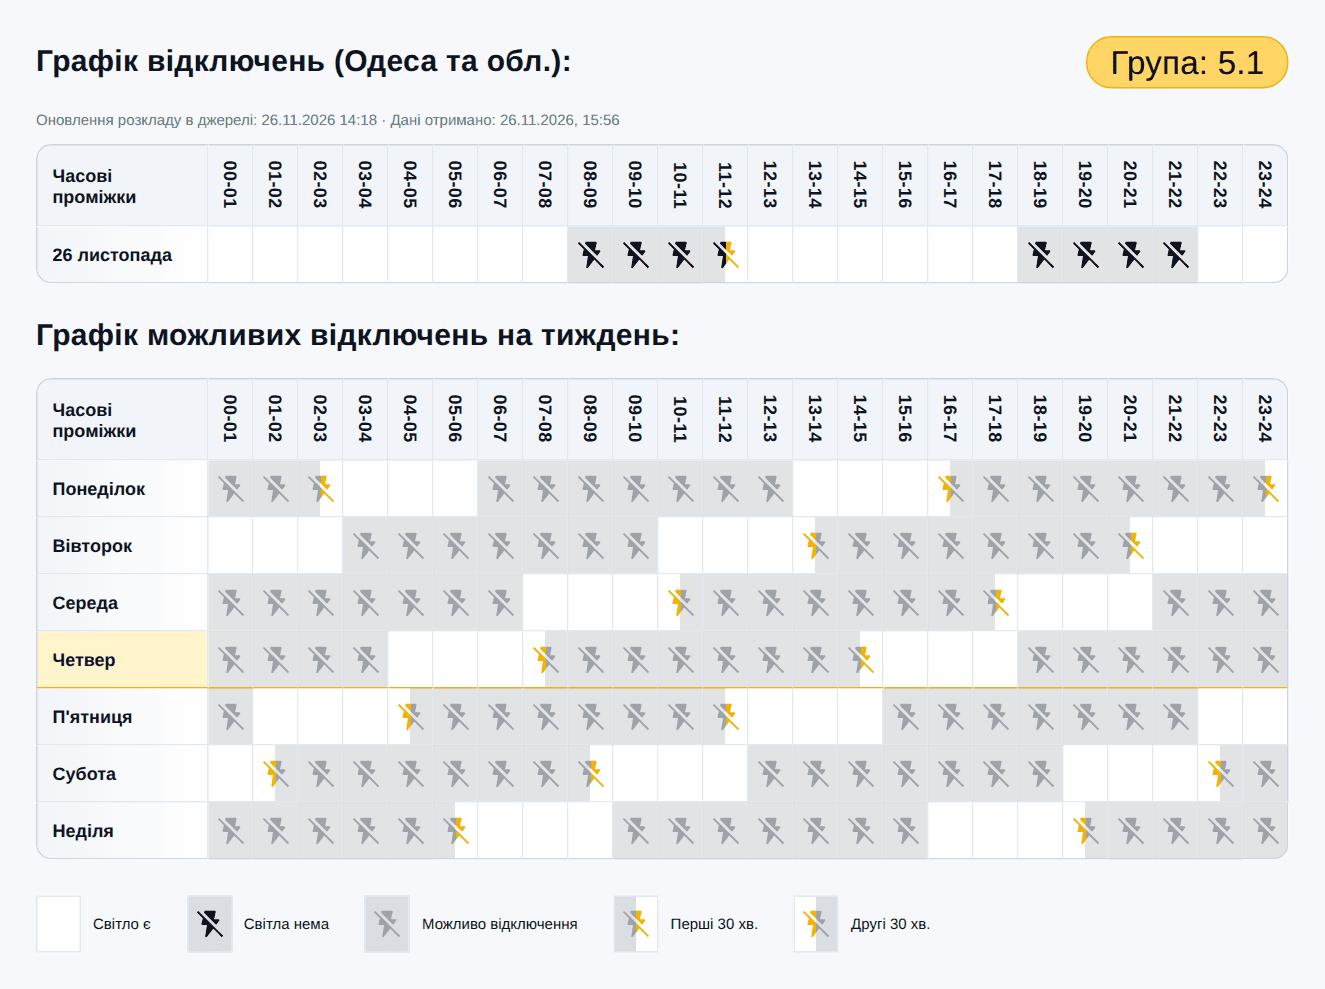 Графік відключень (Одеса та обл.):
Група: 5.1
Оновлення розкладу в джерелі: 26.11.2026 14:18 · Дані отримано: 26.11.2026, 15:56
Часові
проміжки
00-01 01-02 02-03 03-04 04-05 05-06 06-07 07-08 08-09 09-10 10-11 11-12 12-13 13-14 14-15 15-16 16-17 17-18 18-19 19-20 20-21 21-22 22-23 23-24
26 листопада
Графік можливих відключень на тиждень:
Часові
проміжки
00-01 01-02 02-03 03-04 04-05 05-06 06-07 07-08 08-09 09-10 10-11 11-12 12-13 13-14 14-15 15-16 16-17 17-18 18-19 19-20 20-21 21-22 22-23 23-24
Понеділок
Вівторок
Середа
Четвер
П'ятниця
Субота
Неділя
Світло є
Світла нема
Можливо відключення
Перші 30 хв.
Другі 30 хв.